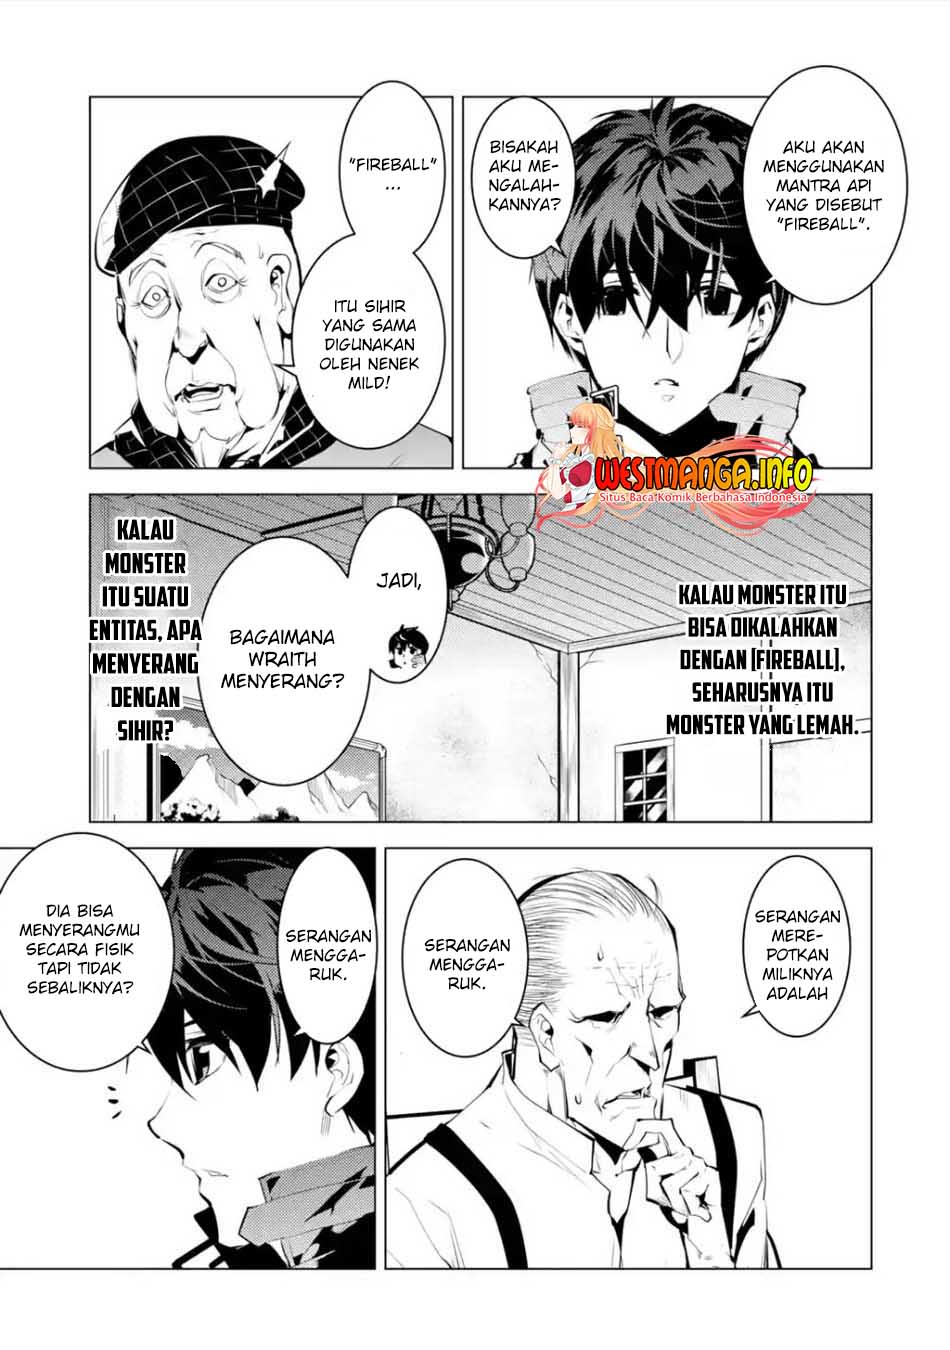 AKU AKAN
MENGGUNAKAN
MANTRA API
YANG DISEBUT
"FIREBALL".
BISAKAH
AKU ME-
NGALAH-
KANNYA?
"FIREBALL"
...
ITU SIHIR
YANG SAMA
DIGUNAKAN
OLEH NENEK
MILD!
WESTMANGA.INFO
Situs Baca Komik Berbahasa Indonesia
KALAU MONSTER ITU
BISA DIKALAHKAN
DENGAN [FIREBALL],
SEHARUSNYA ITU
MONSTER YANG LEMAH.
JADI,
BAGAIMANA
WRAITH
MENYERANG?
KALAU
MONSTER
ITU SUATU
ENTITAS, APA
MENYERANG
DENGAN
SIHIR?
SERANGAN
MERE-
POTKAN
MILIKNYA
ADALAH
SERANGAN
MENGGA-
RUK.
SERANGAN
MENGGA-
RUK.
DIA BISA
MENYERANGMU
SECARA FISIK
TAPI TIDAK
SEBALIKNYA?